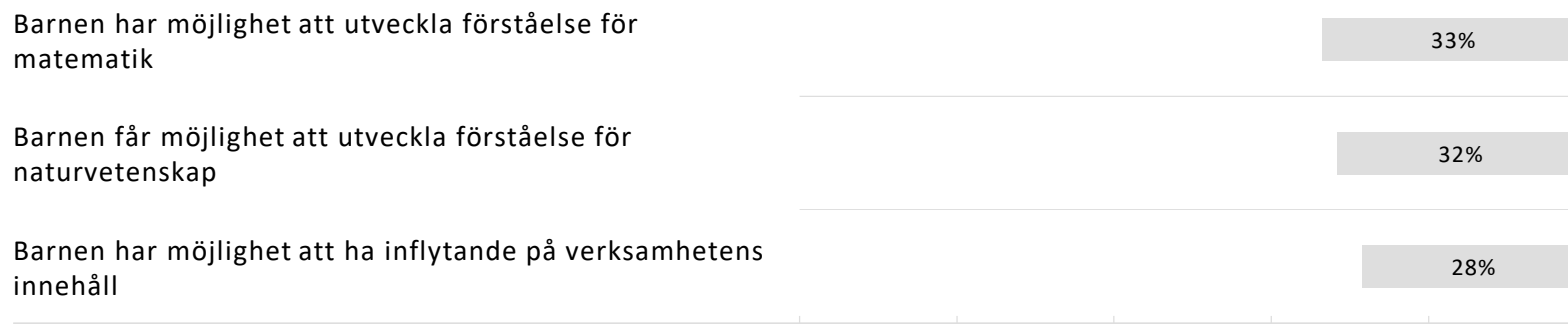 Barnen har möjlighet att utveckla förståelse för
matematik
33%
Barnen får möjlighet att utveckla förståelse för
naturvetenskap
32%
Barnen har möjlighet att ha inflytande på verksamhetens
innehåll
28%